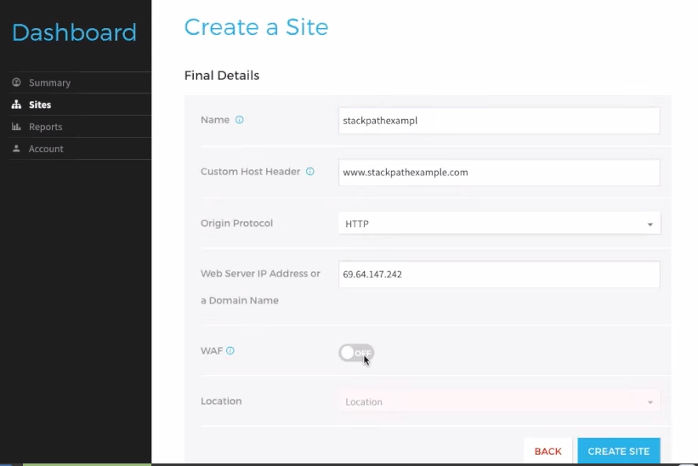 Dashboard
Summary
Sites
Reports
Account
Create a Site
Final Details
Name
stackpathexampl
Custom Host Header
www.stackpathexample.com
Origin Protocol
HTTP
Web Server IP Address or
a Domain Name
69.64.147.242
WAF
OFF
Location
Location
BACK
CREATE SITE